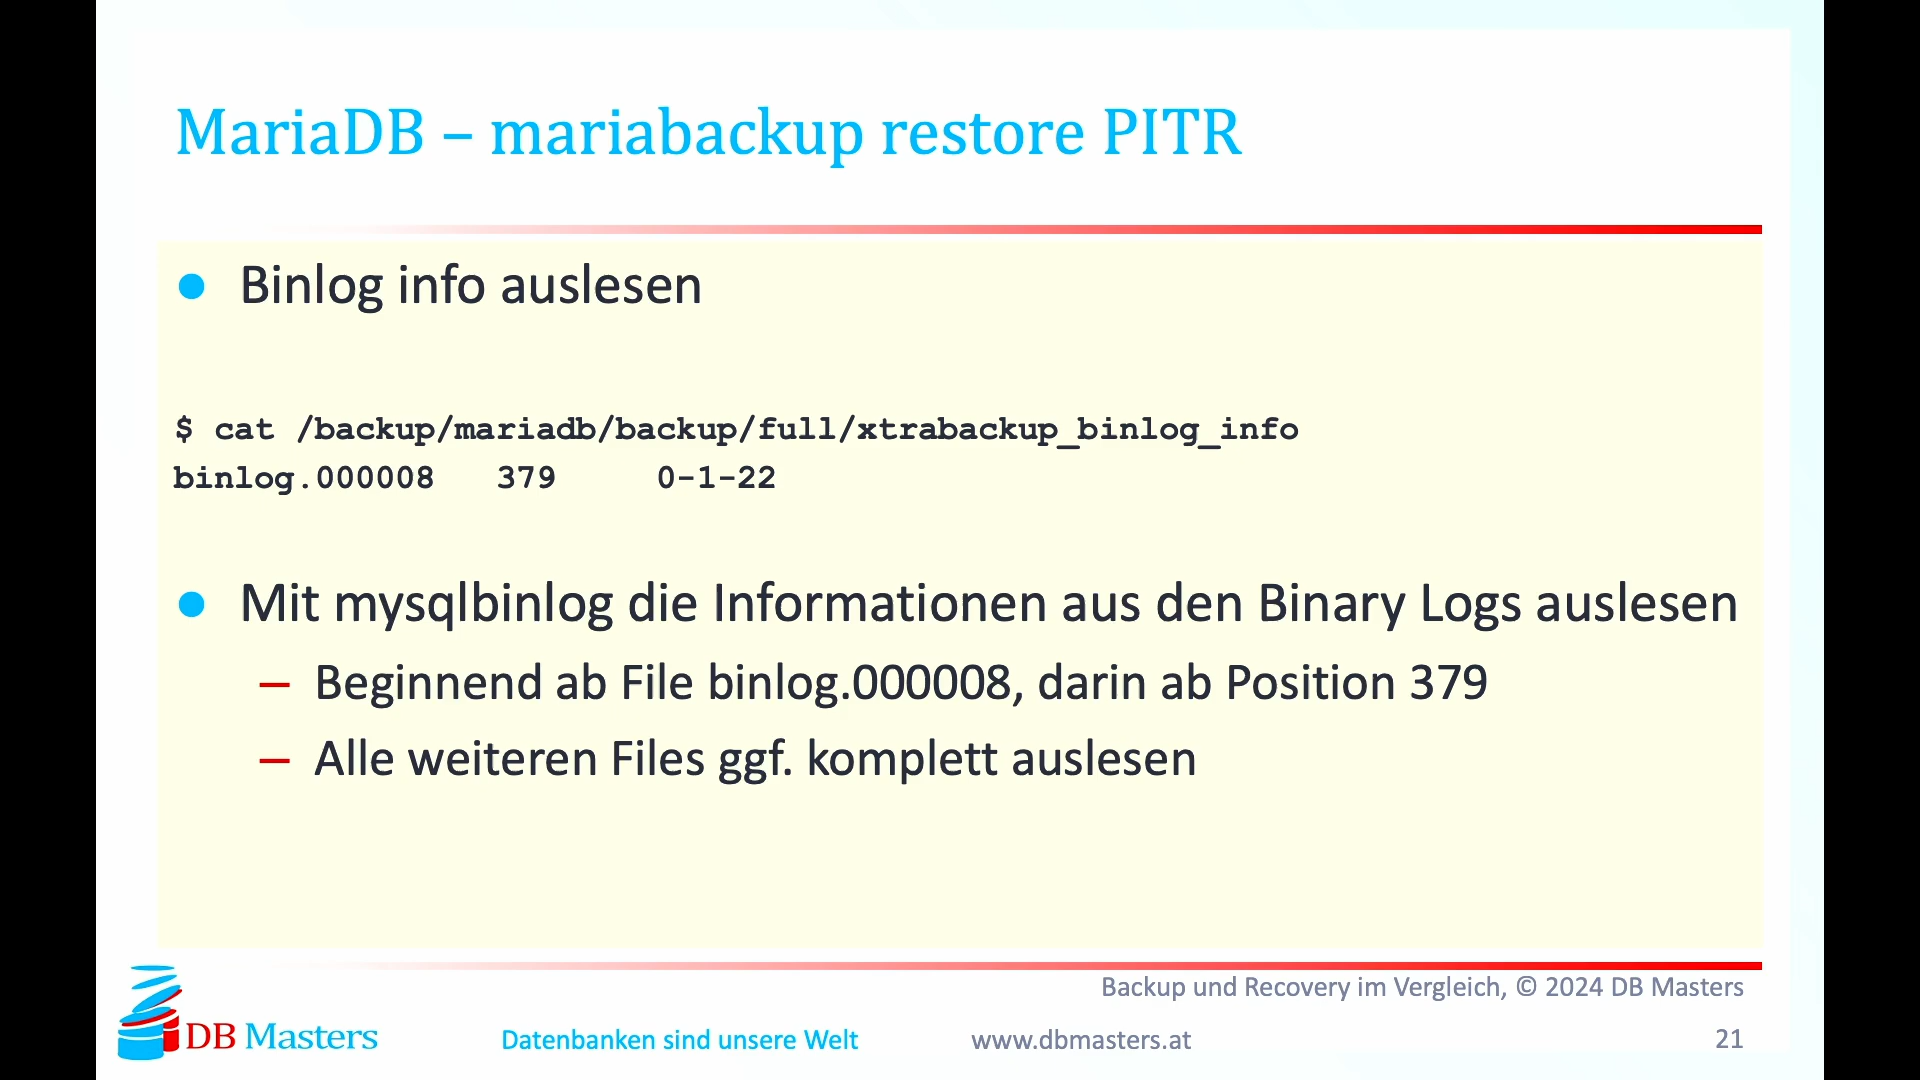 MariaDB – mariabackup restore PITR
● Binlog info auslesen
$ cat /backup/mariadb/backup/full/xtrabackup_binlog_info
binlog.000008 379 0-1-22
● Mit mysqlbinlog die Informationen aus den Binary Logs auslesen
– Beginnend ab File binlog.000008, darin ab Position 379
– Alle weiteren Files ggf. komplett auslesen
Backup und Recovery im Vergleich, © 2024 DB Masters
DB Masters Datenbanken sind unsere Welt www.dbmasters.at 21